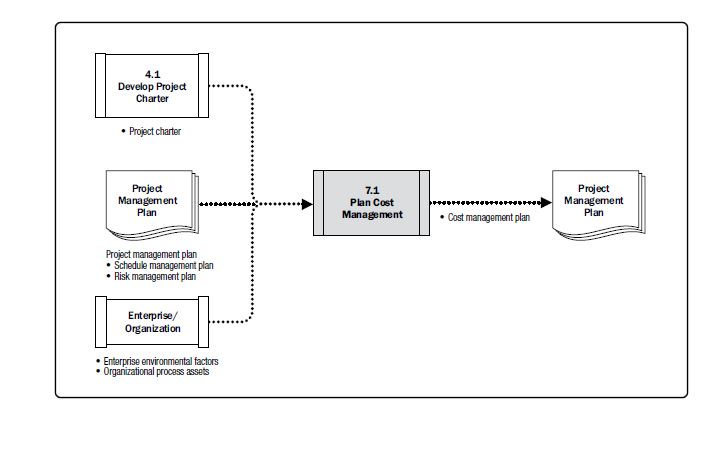 4.1
Develop Project
Charter
• Project charter
Project
Management
Plan
Project management plan
• Schedule management plan
• Risk management plan
Enterprise/
Organization
• Enterprise environmental factors
• Organizational process assets
7.1
Plan Cost
Management
• Cost management plan
Project
Management
Plan